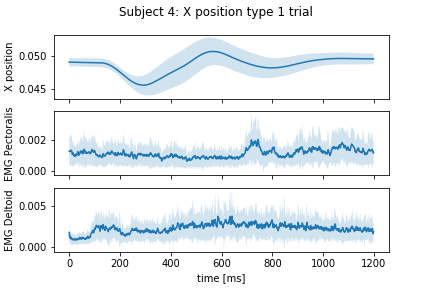 Subject 4: X position type 1 trial
X position
0.050
0.045
EMG Pectoralis
0.002
0.000
EMG Deltoid
0.005
0.000
0 200 400 600 800 1000 1200
time [ms]